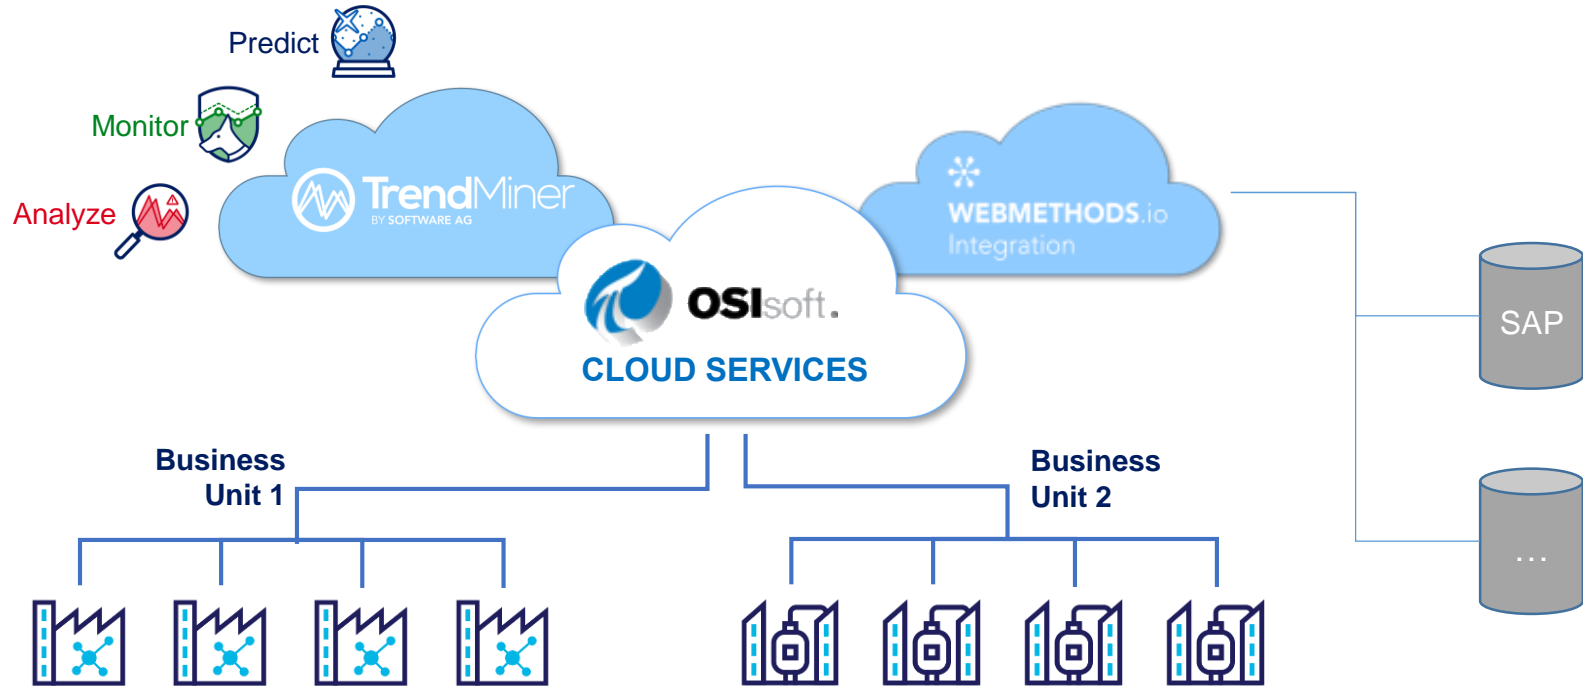 Predict
Monitor
Analyze
TrendMiner
BY SOFTWARE AG
WEBMETHODS.io
Integration
OSIsoft.
CLOUD SERVICES
SAP
Business
Unit 1
Business
Unit 2
...